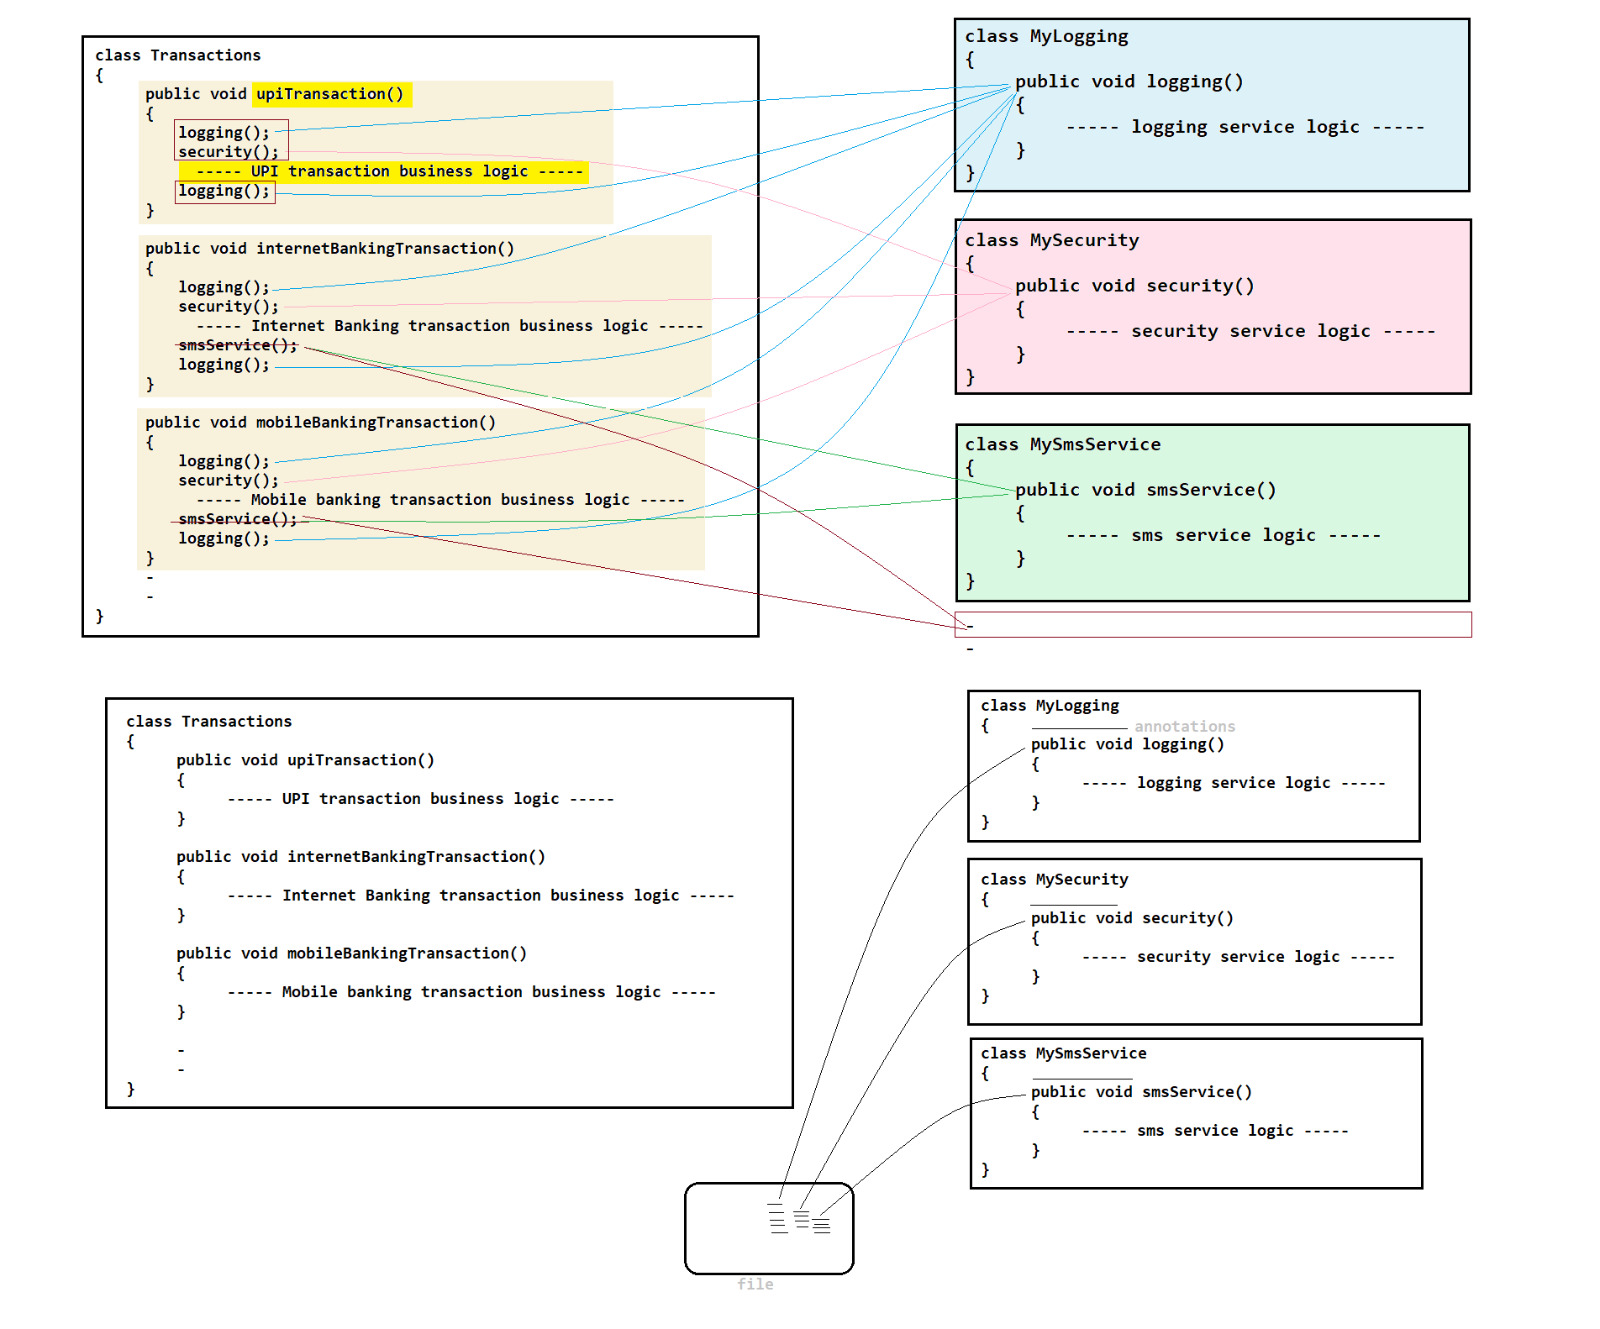 class Transactions
{
public void upiTransaction()
{
logging();
security();
----- UPI transaction business logic -----
logging();
}
public void internetBankingTransaction()
{
logging();
security();
----- Internet Banking transaction business logic -----
smsService();
logging();
}
public void mobileBankingTransaction()
{
logging();
security();
----- Mobile banking transaction business logic -----
smsService();
logging();
}
-
-
}
class MyLogging
{
public void logging()
{
----- logging service logic -----
}
}
class MySecurity
{
public void security()
{
----- security service logic -----
}
}
class MySmsService
{
public void smsService()
{
----- sms service logic -----
}
}
-
-
class Transactions
{
public void upiTransaction()
{
----- UPI transaction business logic -----
}
public void internetBankingTransaction()
{
----- Internet Banking transaction business logic -----
}
public void mobileBankingTransaction()
{
----- Mobile banking transaction business logic -----
}
-
-
}
class MyLogging
{
annotations
public void logging()
{
----- logging service logic -----
}
}
class MySecurity
{
public void security()
{
----- security service logic -----
}
}
class MySmsService
{
public void smsService()
{
----- sms service logic -----
}
}
file